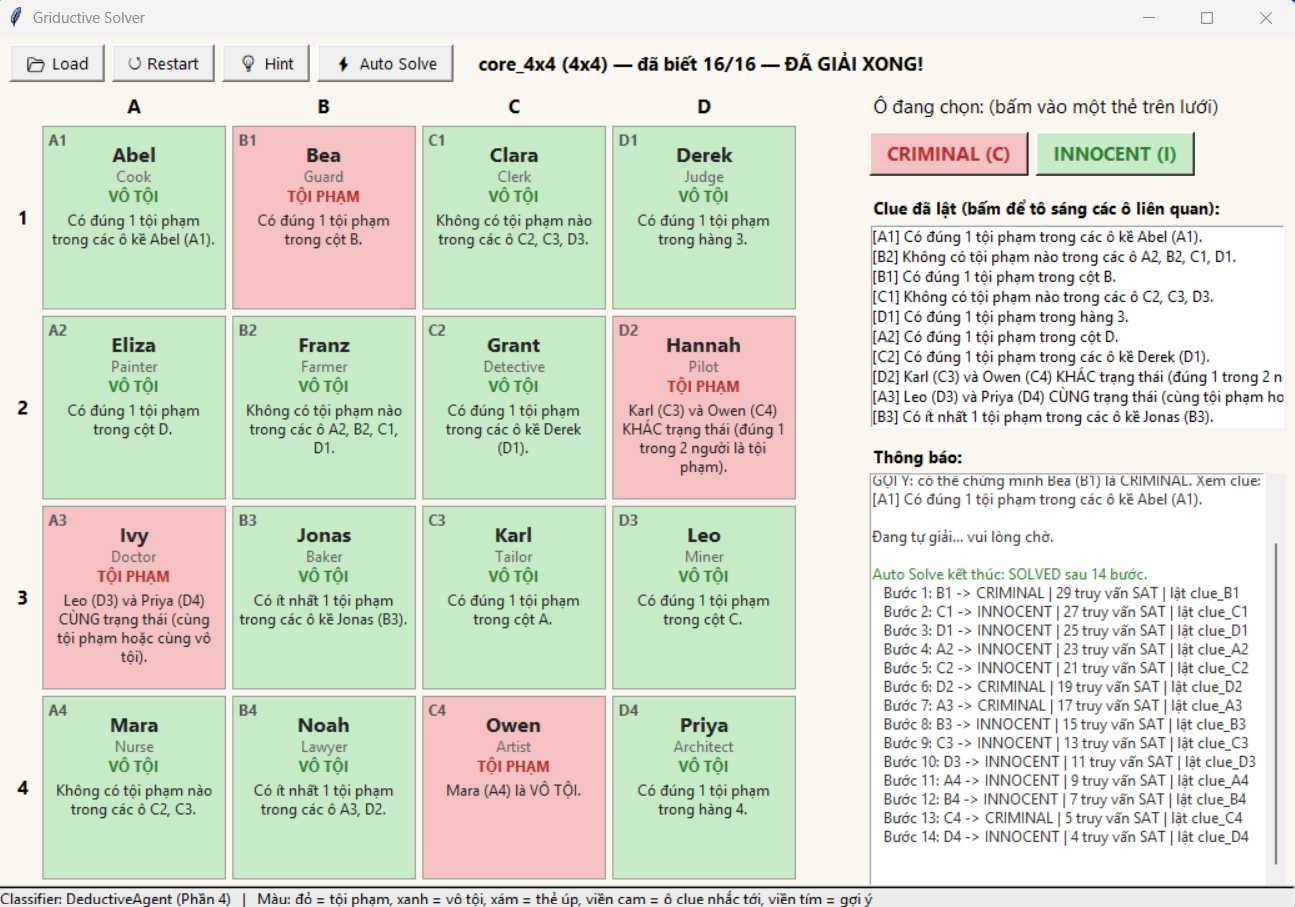 Griductive Solver
Load
Restart
Hint
Auto Solve
core_4x4 (4x4) — đã biết 16/16 — ĐÃ GIẢI XONG!
A
B
C
D
1
A1
Abel
Cook
VÔ TỘI
Có đúng 1 tội phạm
trong các ô kề Abel (A1).
B1
Bea
Guard
TỘI PHẠM
Có đúng 1 tội phạm
trong cột B.
C1
Clara
Clerk
VÔ TỘI
Không có tội phạm nào
trong các ô C2, C3, D3.
D1
Derek
Judge
VÔ TỘI
Có đúng 1 tội phạm
trong hàng 3.
2
A2
Eliza
Painter
VÔ TỘI
Có đúng 1 tội phạm
trong cột D.
B2
Franz
Farmer
VÔ TỘI
Không có tội phạm nào
trong các ô A2, B2, C1,
D1.
C2
Grant
Detective
VÔ TỘI
Có đúng 1 tội phạm
trong các ô kề Derek
(D1).
D2
Hannah
Pilot
TỘI PHẠM
Karl (C3) và Owen (C4)
KHÁC trạng thái (đúng 1
trong 2 người là tội
phạm).
3
A3
Ivy
Doctor
TỘI PHẠM
Leo (D3) và Priya (D4)
CÙNG trạng thái (cùng
tội phạm hoặc cùng vô
tội).
B3
Jonas
Baker
VÔ TỘI
Có ít nhất 1 tội phạm
trong các ô kề Jonas (B3).
C3
Karl
Tailor
VÔ TỘI
Có đúng 1 tội phạm
trong cột A.
D3
Leo
Miner
VÔ TỘI
Có đúng 1 tội phạm
trong cột C.
4
A4
Mara
Nurse
VÔ TỘI
Không có tội phạm nào
trong các ô C2, C3.
B4
Noah
Lawyer
VÔ TỘI
Có ít nhất 1 tội phạm
trong các ô A3, D2.
C4
Owen
Artist
TỘI PHẠM
Mara (A4) là VÔ TỘI.
D4
Priya
Architect
VÔ TỘI
Có đúng 1 tội phạm
trong hàng 4.
Ô đang chọn: (bấm vào một thẻ trên lưới)
CRIMINAL (C)
INNOCENT (I)
Clue đã lật (bấm để tô sáng các ô liên quan):
[A1] Có đúng 1 tội phạm trong các ô kề Abel (A1).
[B2] Không có tội phạm nào trong các ô A2, B2, C1, D1.
[B1] Có đúng 1 tội phạm trong cột B.
[C1] Không có tội phạm nào trong các ô C2, C3, D3.
[D1] Có đúng 1 tội phạm trong hàng 3.
[A2] Có đúng 1 tội phạm trong cột D.
[C2] Có đúng 1 tội phạm trong các ô kề Derek (D1).
[D2] Karl (C3) và Owen (C4) KHÁC trạng thái (đúng 1 trong 2
[A3] Leo (D3) và Priya (D4) CÙNG trạng thái (cùng tội phạm
[B3] Có ít nhất 1 tội phạm trong các ô kề Jonas (B3).
Thông báo:
GỢI Ý: có thể chứng minh Bea (B1) là CRIMINAL. Xem clue:
[A1] Có đúng 1 tội phạm trong các ô kề Abel (A1).
Đang tự giải... vui lòng chờ.
Auto Solve kết thúc: SOLVED sau 14 bước.
Bước 1: B1 -> CRIMINAL | 29 truy vấn SAT | lật clue_B1
Bước 2: C1 -> INNOCENT | 27 truy vấn SAT | lật clue_C1
Bước 3: D1 -> INNOCENT | 25 truy vấn SAT | lật clue_D1
Bước 4: A2 -> INNOCENT | 23 truy vấn SAT | lật clue_A2
Bước 5: C2 -> INNOCENT | 21 truy vấn SAT | lật clue_C2
Bước 6: D2 -> CRIMINAL | 19 truy vấn SAT | lật clue_D2
Bước 7: A3 -> CRIMINAL | 17 truy vấn SAT | lật clue_A3
Bước 8: B3 -> INNOCENT | 15 truy vấn SAT | lật clue_B3
Bước 9: C3 -> INNOCENT | 13 truy vấn SAT | lật clue_C3
Bước 10: D3 -> INNOCENT | 11 truy vấn SAT | lật clue_D3
Bước 11: A4 -> INNOCENT | 9 truy vấn SAT | lật clue_A4
Bước 12: B4 -> INNOCENT | 7 truy vấn SAT | lật clue_B4
Bước 13: C4 -> CRIMINAL | 5 truy vấn SAT | lật clue_C4
Bước 14: D4 -> INNOCENT | 4 truy vấn SAT | lật clue_D4
Classifier: DeductiveAgent (Phần 4) | Màu: đỏ = tội phạm, xanh = vô tội, xám = thẻ úp, viền cam = ô clue nhắc tới, viền tím = gợi ý